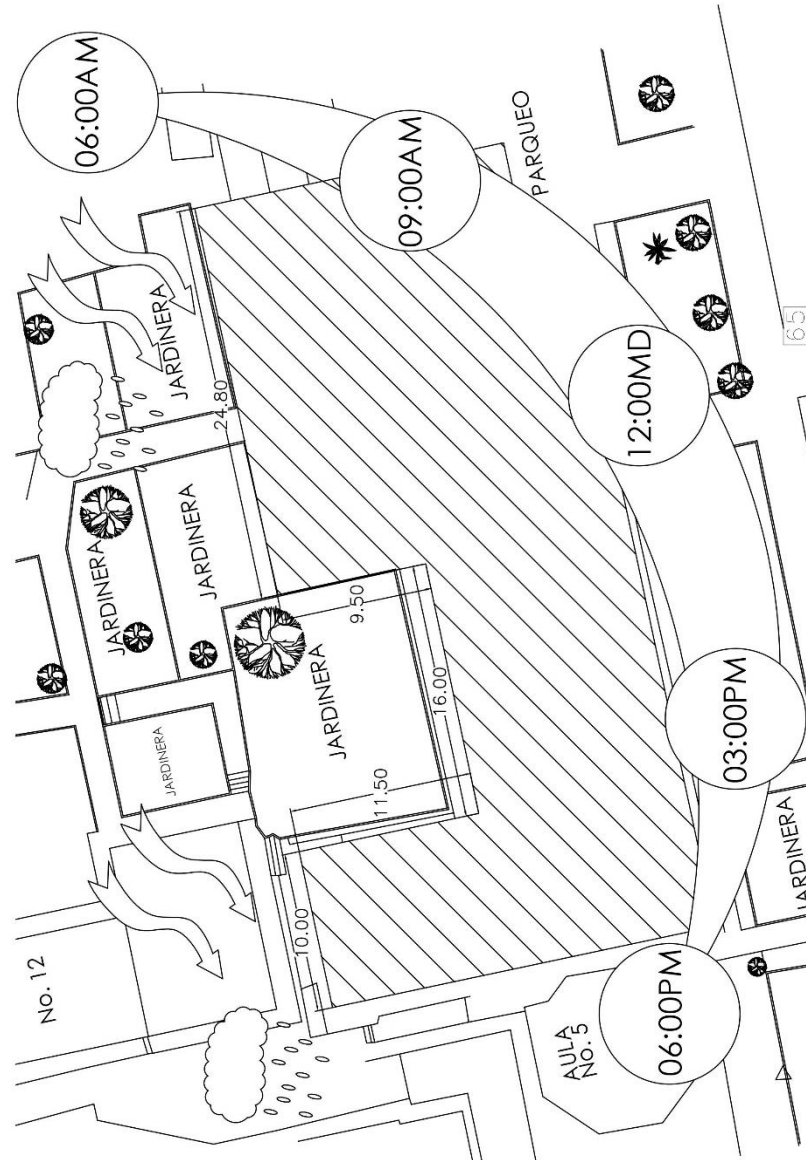 06:00AM
09:00AM
PARQUEO
JARDINERA
24.80
12:00MD
65
JARDINERA
JARDINERA
9.50
JARDINERA
16.00
JARDINERA
11.50
03:00PM
JARDINERA
10.00
No. 12
AULA
No. 5
06:00PM